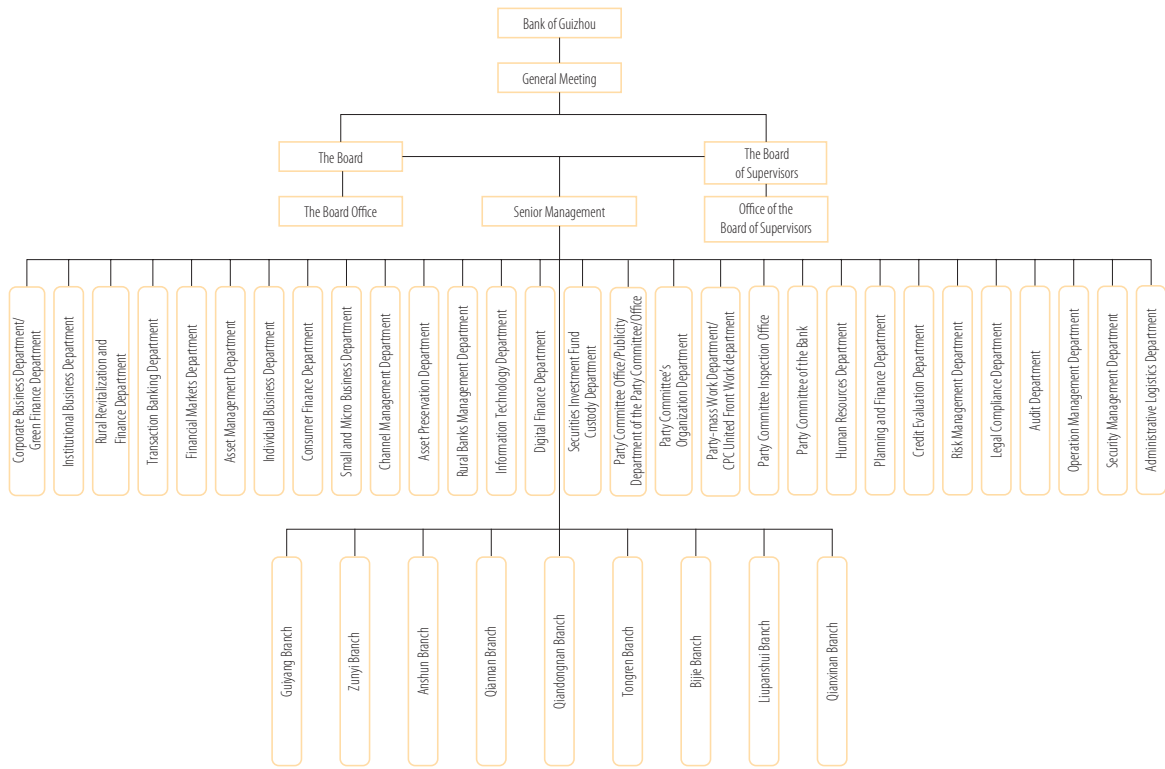 Bank of Guizhou
General Meeting
The Board
The Board
of Supervisors
The Board Office
Senior Management
Office of the
Board of Supervisors
Corporate Business Department/
Green Finance Department
Institutional Business Department
Rural Revitalization and
Finance Department
Transaction Banking Department
Financial Markets Department
Asset Management Department
Individual Business Department
Consumer Finance Department
Small and Micro Business Department
Channel Management Department
Asset Preservation Department
Rural Banks Management Department
Information Technology Department
Digital Finance Department
Securities Investment Fund
Custody Department
Party Committee Office/Publicity
Department of the Party Committee/Office
Party Committee's
Organization Department
Party-mass Work Department/
CPC United Front Work department
Party Committee Inspection Office
Party Committee of the Bank
Human Resources Department
Planning and Finance Department
Credit Evaluation Department
Risk Management Department
Legal Compliance Department
Audit Department
Operation Management Department
Security Management Department
Administrative Logistics Department
Guiyang Branch
Zunyi Branch
Anshun Branch
Qiannan Branch
Qiandongnan Branch
Tongren Branch
Bijie Branch
Liupanshui Branch
Qianxinan Branch